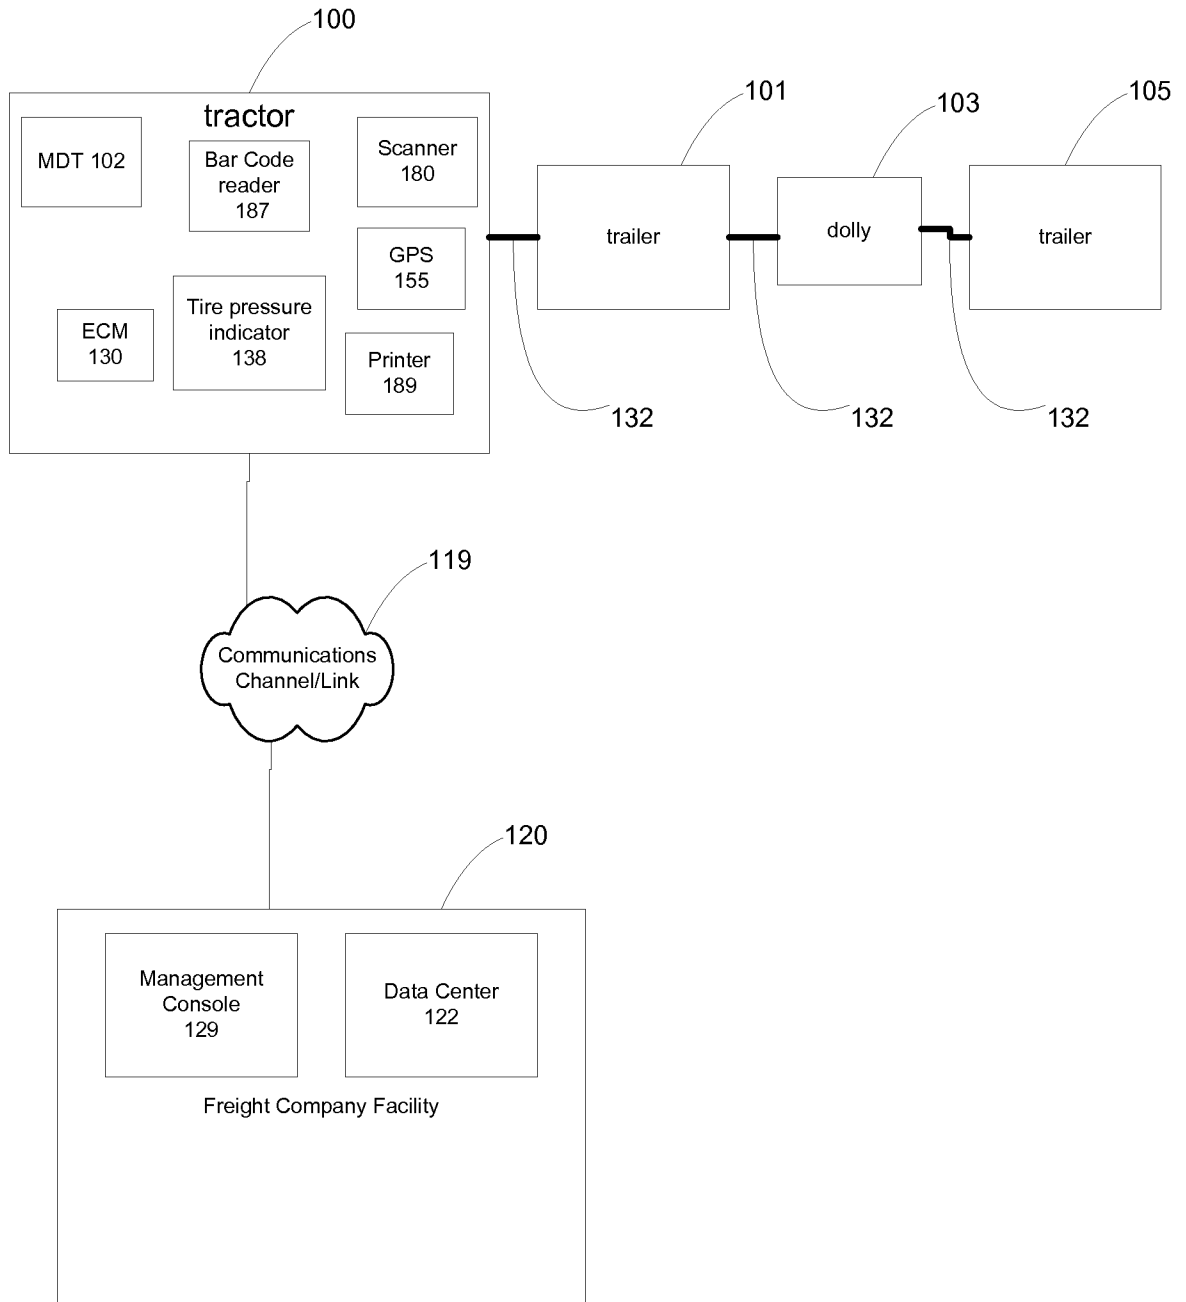 100
101
103
105
tractor
MDT 102
Bar Code
reader
187
Scanner
180
GPS
155
ECM
130
Tire pressure
indicator
138
Printer
189
trailer
dolly
trailer
132
132
132
119
Communications
Channel/Link
120
Management
Console
129
Data Center
122
Freight Company Facility